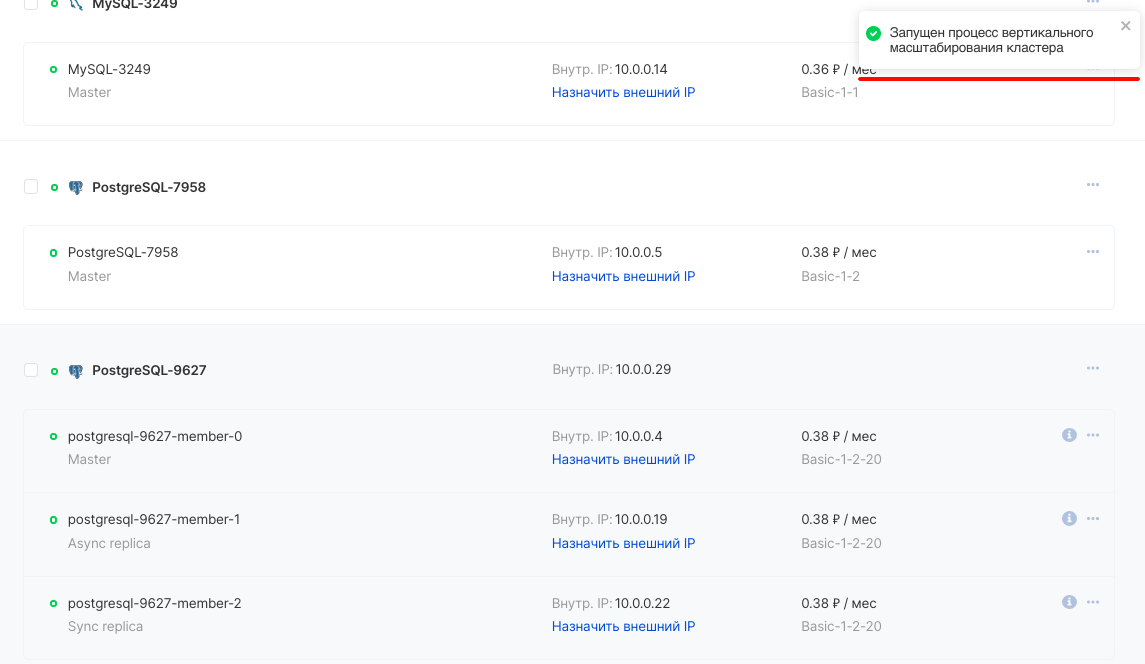 MySQL-3249
Запущен процесс вертикального
масштабирования кластера
MySQL-3249
Внутр. IP: 10.0.0.14
0.36 ₽ / мес
Master
Назначить внешний IP
Basic-1-1
PostgreSQL-7958
PostgreSQL-7958
Внутр. IP: 10.0.0.5
0.38 ₽ / мес
Master
Назначить внешний IP
Basic-1-2
PostgreSQL-9627
Внутр. IP: 10.0.0.29
postgresql-9627-member-0
Внутр. IP: 10.0.0.4
0.38 ₽ / мес
Master
Назначить внешний IP
Basic-1-2-20
postgresql-9627-member-1
Внутр. IP: 10.0.0.19
0.38 ₽ / мес
Async replica
Назначить внешний IP
Basic-1-2-20
postgresql-9627-member-2
Внутр. IP: 10.0.0.22
0.38 ₽ / мес
Sync replica
Назначить внешний IP
Basic-1-2-20